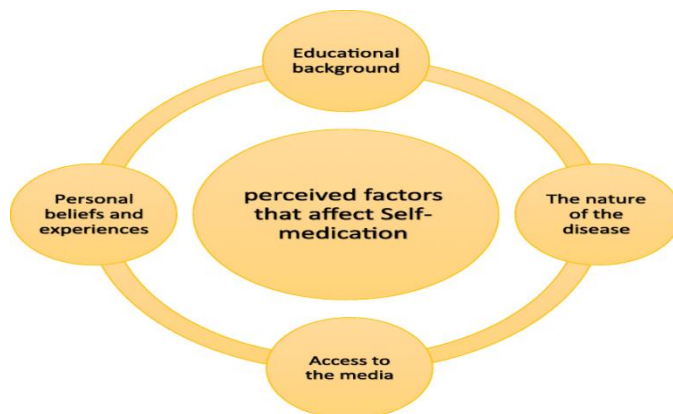 Educational
background
perceived factors
that affect Self-
medication
Personal
beliefs and
experiences
The nature
of the
disease
Access to
the media